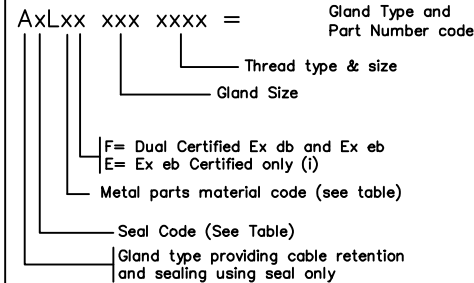 AxLxx xxx xxxx =
Gland Type and
Part Number code
Thread type & size
Gland Size
F= Dual Certified Ex db and Ex eb
E= Ex eb Certified only (i)
Metal parts material code (see table)
Seal Code (See Table)
Gland type providing cable retention
and sealing using seal only